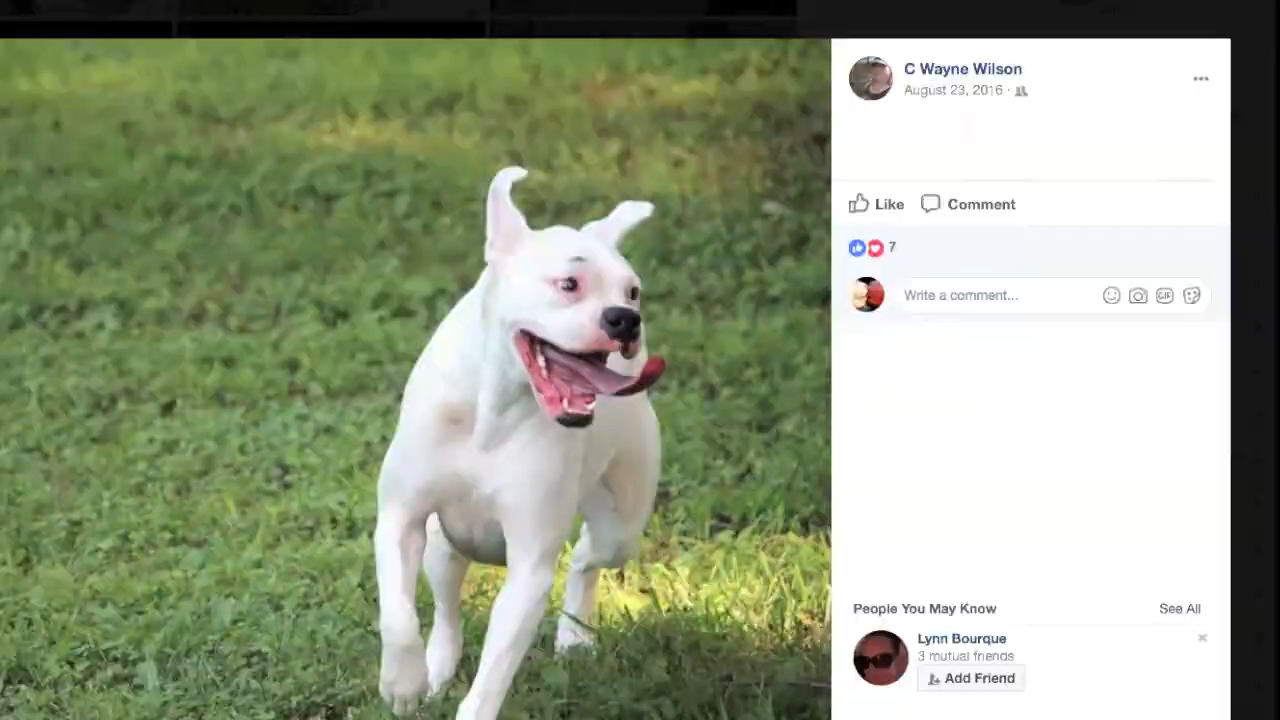 C Wayne Wilson
August 23, 2016 ·
Like Comment
7
Write a comment... GIF
People You May Know See All
Lynn Bourque
3 mutual friends
Add Friend